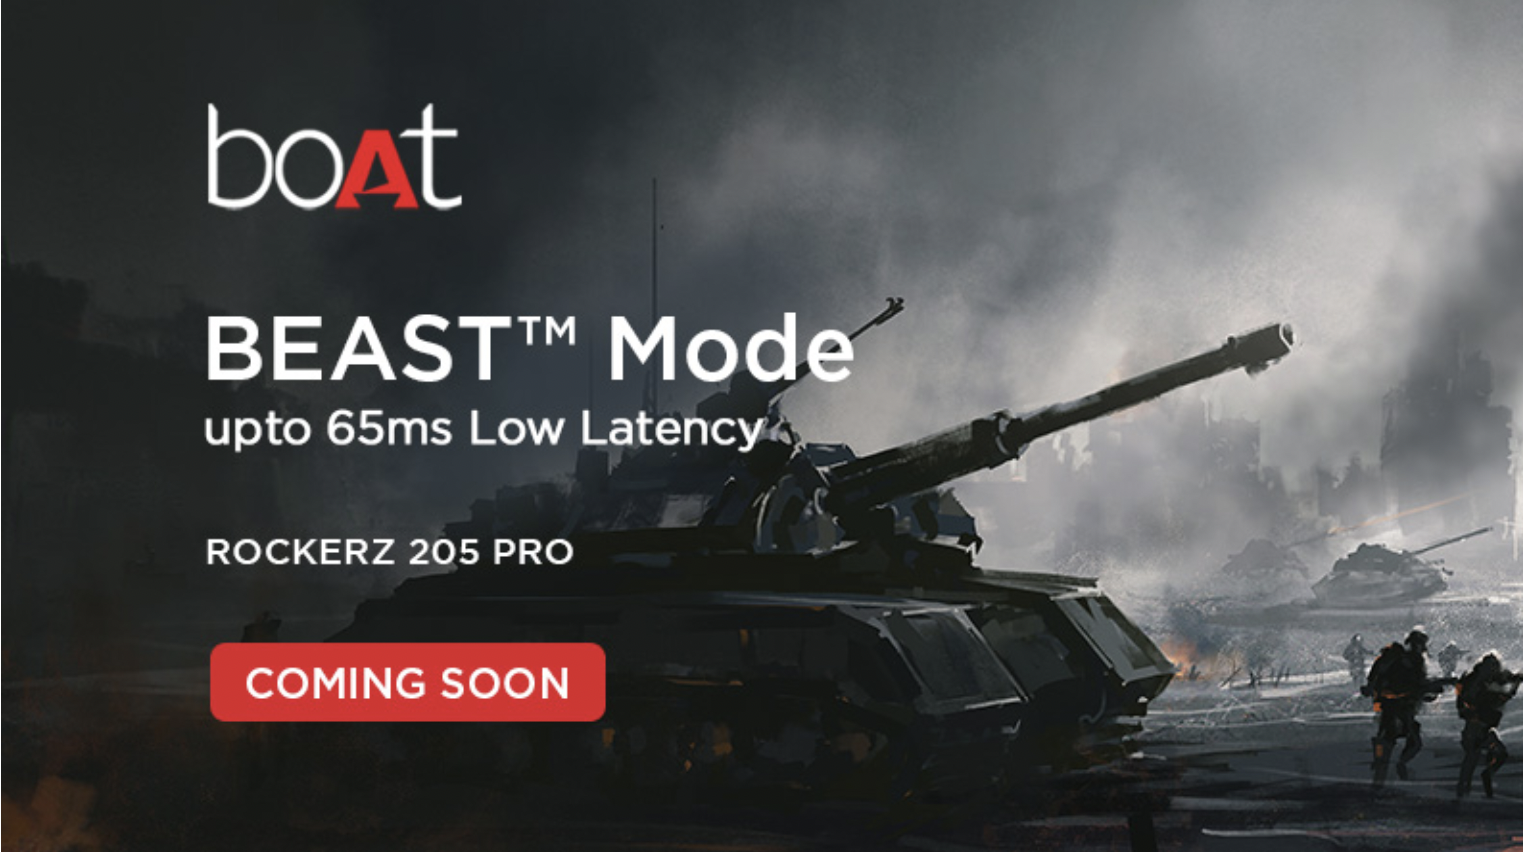 boAt
BEAST™ Mode
upto 65ms Low Latency
ROCKERZ 205 PRO
COMING SOON